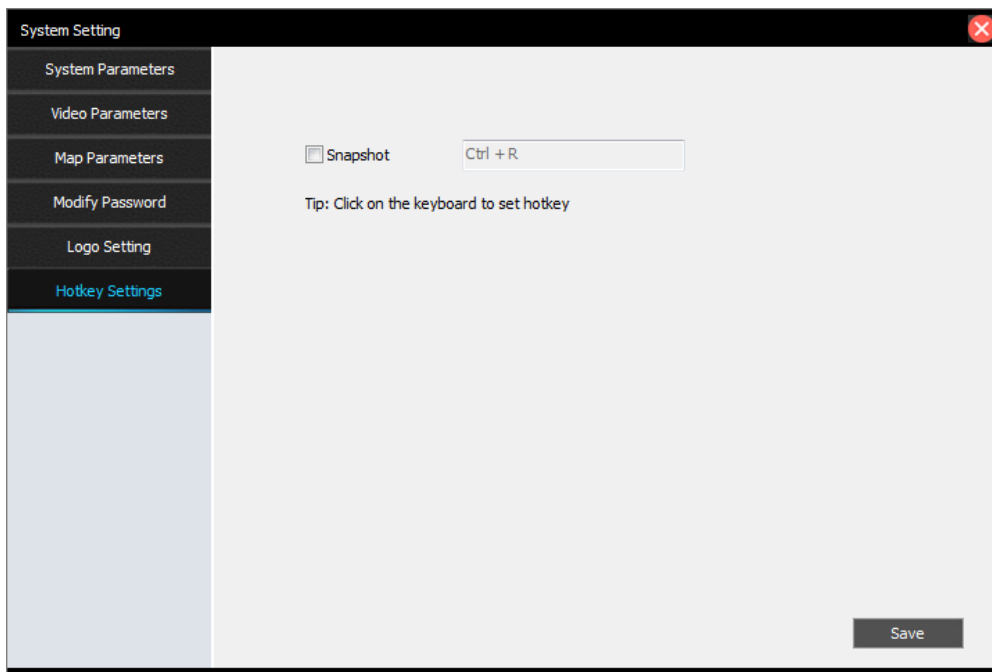 System Setting
System Parameters
Video Parameters
Map Parameters
Modify Password
Logo Setting
Hotkey Settings
Snapshot
Ctrl + R
Tip: Click on the keyboard to set hotkey
Save